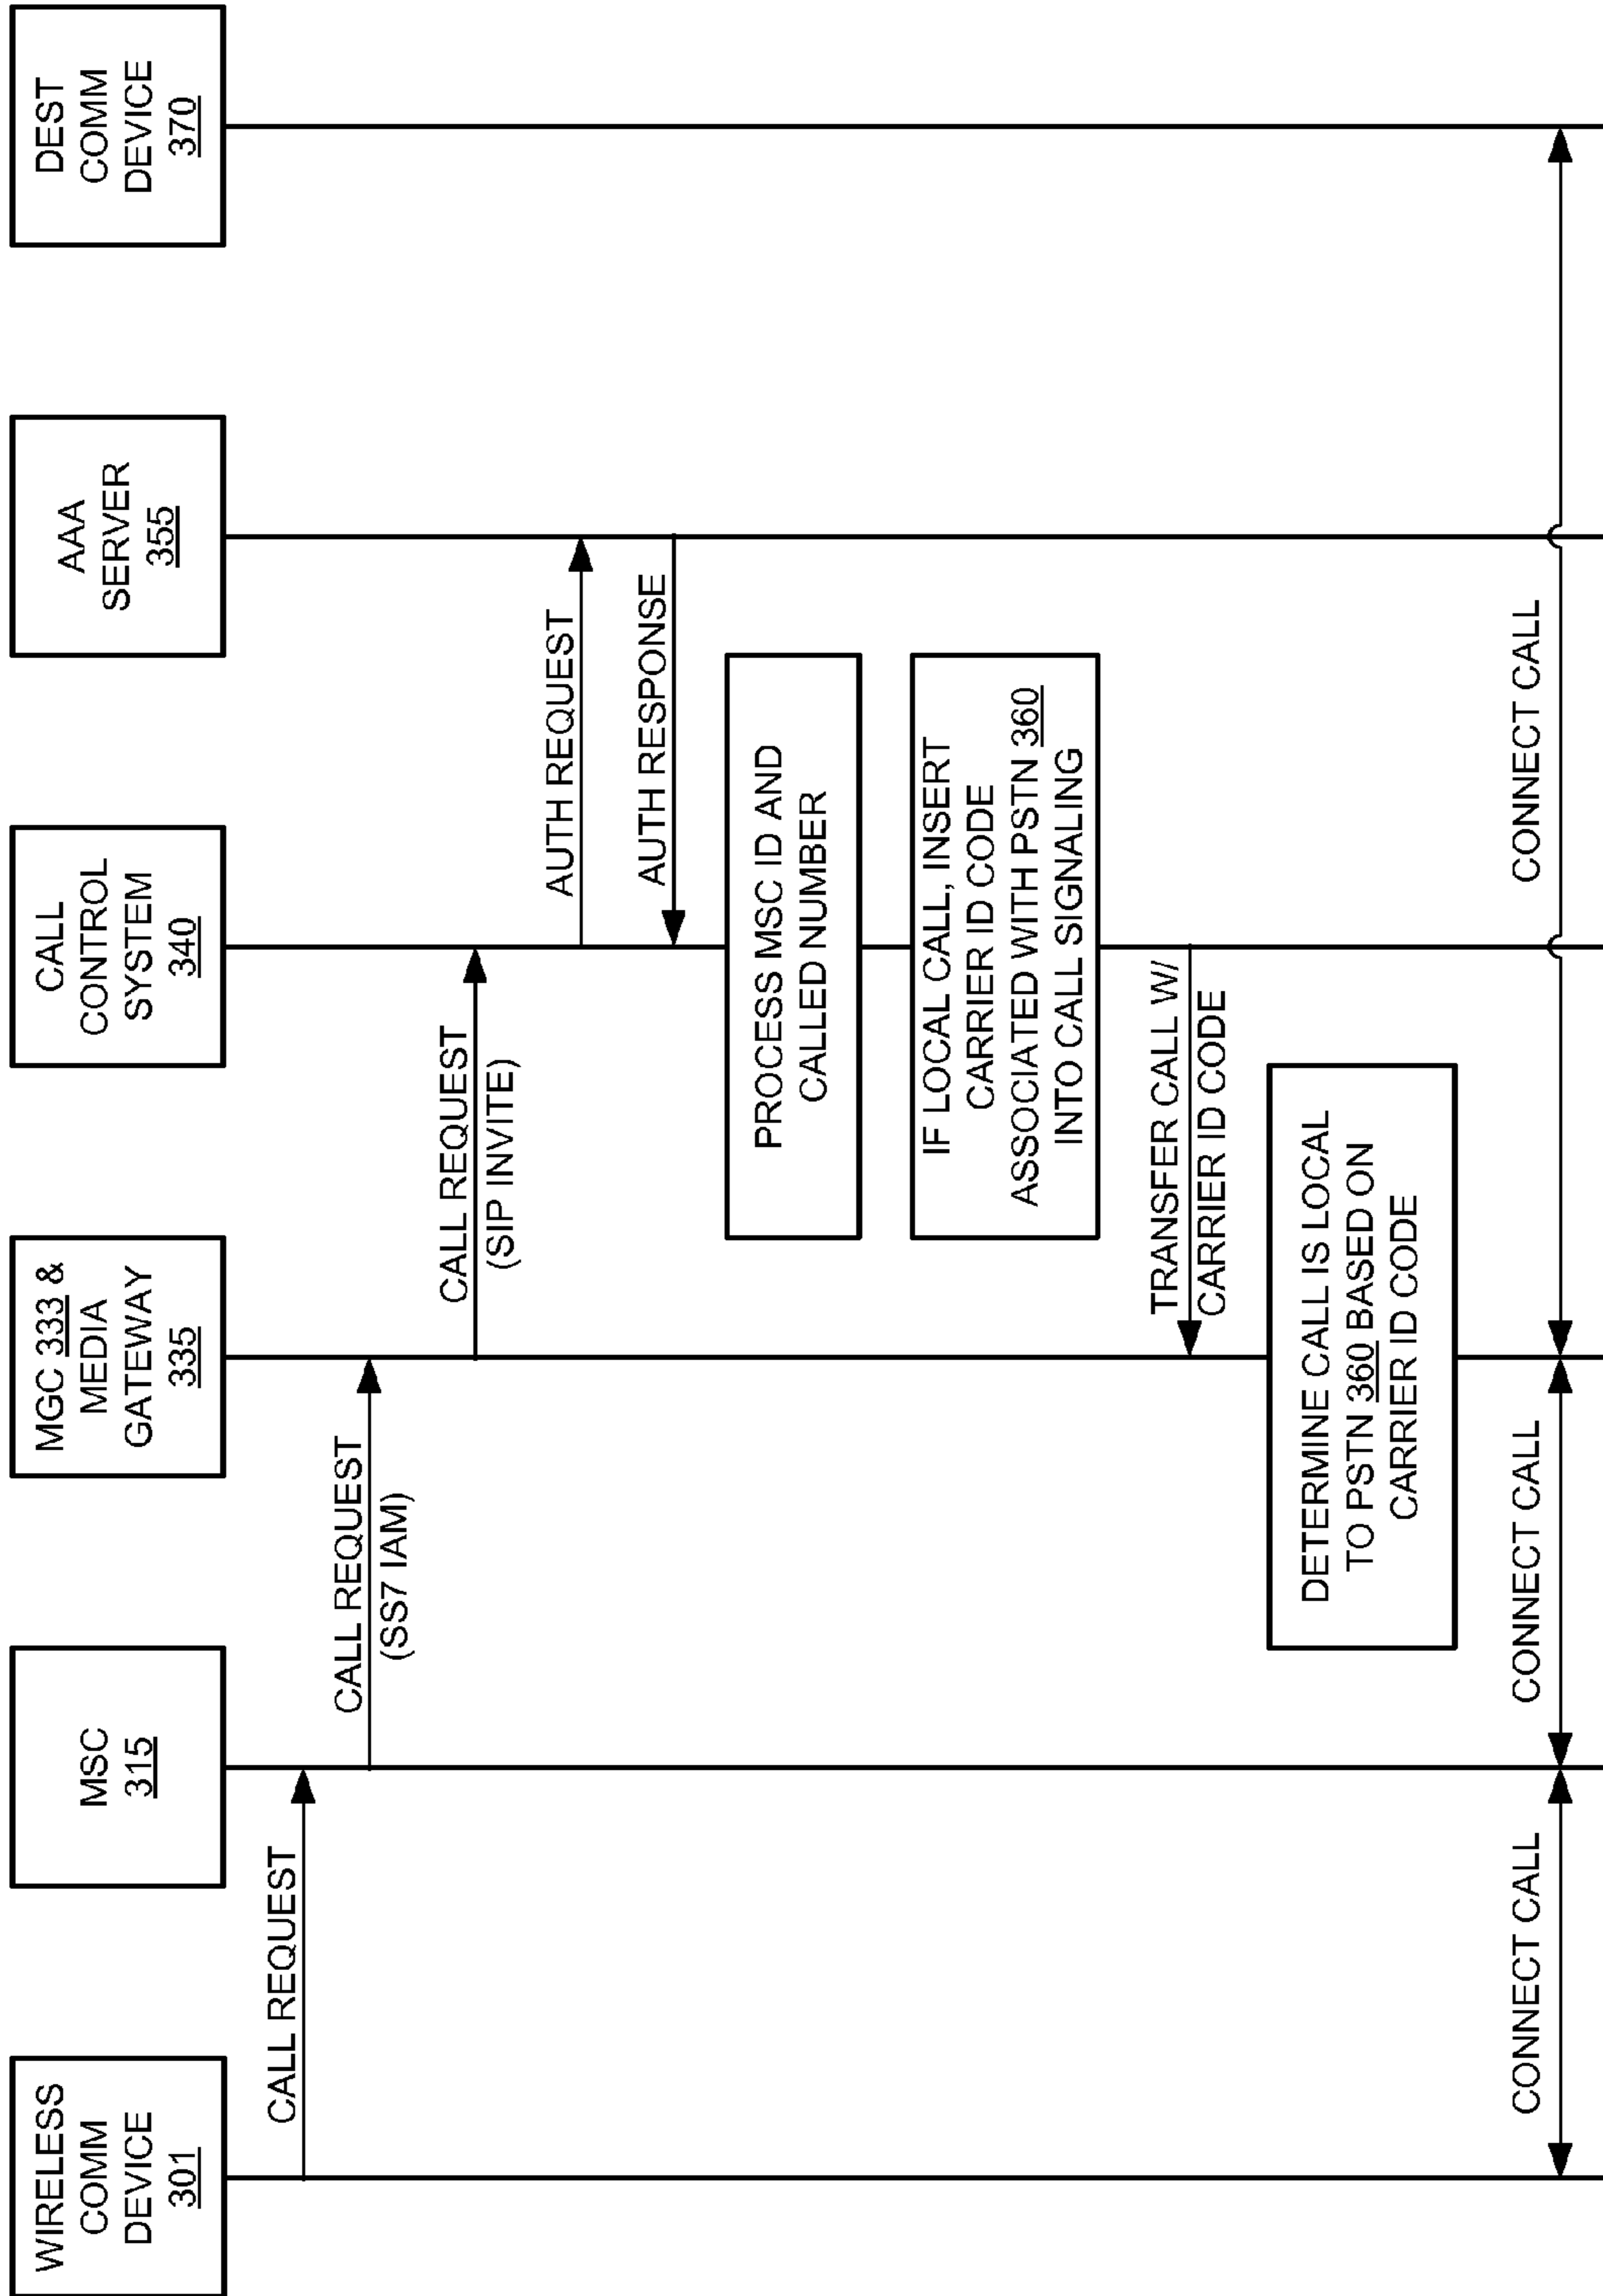 WIRELESS
COMM
DEVICE
301
MSC
315
MGC 333 &
MEDIA
GATEWAY
335
CALL
CONTROL
SYSTEM
340
AAA
SERVER
355
DEST
COMM
DEVICE
370
CALL REQUEST
CALL REQUEST
(SS7 IAM)
CALL REQUEST
(SIP INVITE)
AUTH REQUEST
AUTH RESPONSE
PROCESS MSC ID AND
CALLED NUMBER
IF LOCAL CALL, INSERT
CARRIER ID CODE
ASSOCIATED WITH PSTN 360
INTO CALL SIGNALING
TRANSFER CALL W/
CARRIER ID CODE
DETERMINE CALL IS LOCAL
TO PSTN 360 BASED ON
CARRIER ID CODE
CONNECT CALL
CONNECT CALL
CONNECT CALL